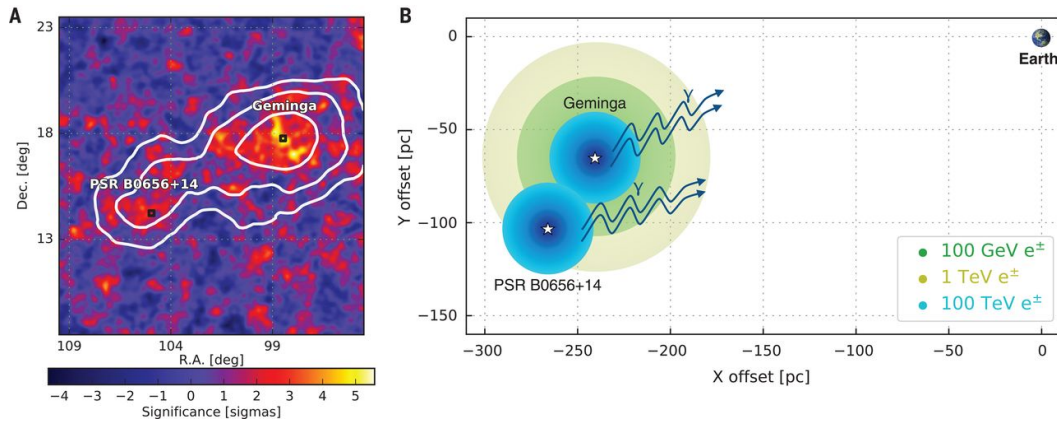 A
23
18
13
Dec. [deg]
Geminga
PSR B0656+14
109
104
99
R.A. [deg]
−4
−3
−2
−1
0
1
2
3
4
5
Significance [sigmas]
B
0
−50
−100
−150
Y offset [pc]
Earth
Geminga
γ
γ
PSR B0656+14
100 GeV e±
1 TeV e±
100 TeV e±
−300
−250
−200
−150
−100
−50
0
X offset [pc]